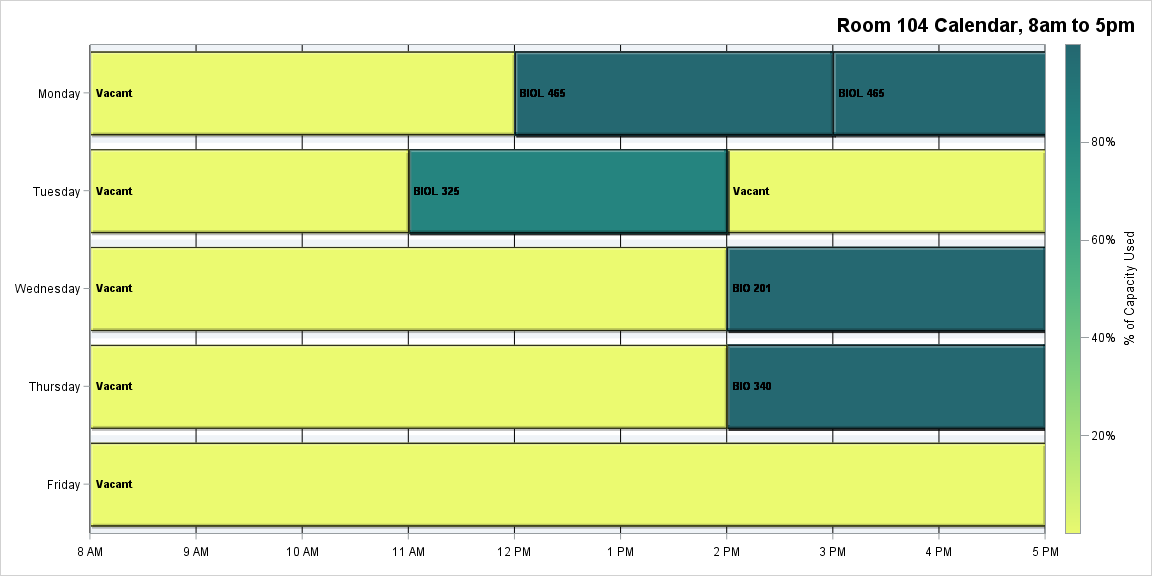 Room 104 Calendar, 8am to 5pm
Monday
Vacant
BIOL 465
BIOL 465
Tuesday
Vacant
BIOL 325
Vacant
Wednesday
Vacant
BIO 201
Thursday
Vacant
BIO 340
Friday
Vacant
8 AM 9 AM 10 AM 11 AM 12 PM 1 PM 2 PM 3 PM 4 PM 5 PM
80%
60%
40%
20%
% of Capacity Used